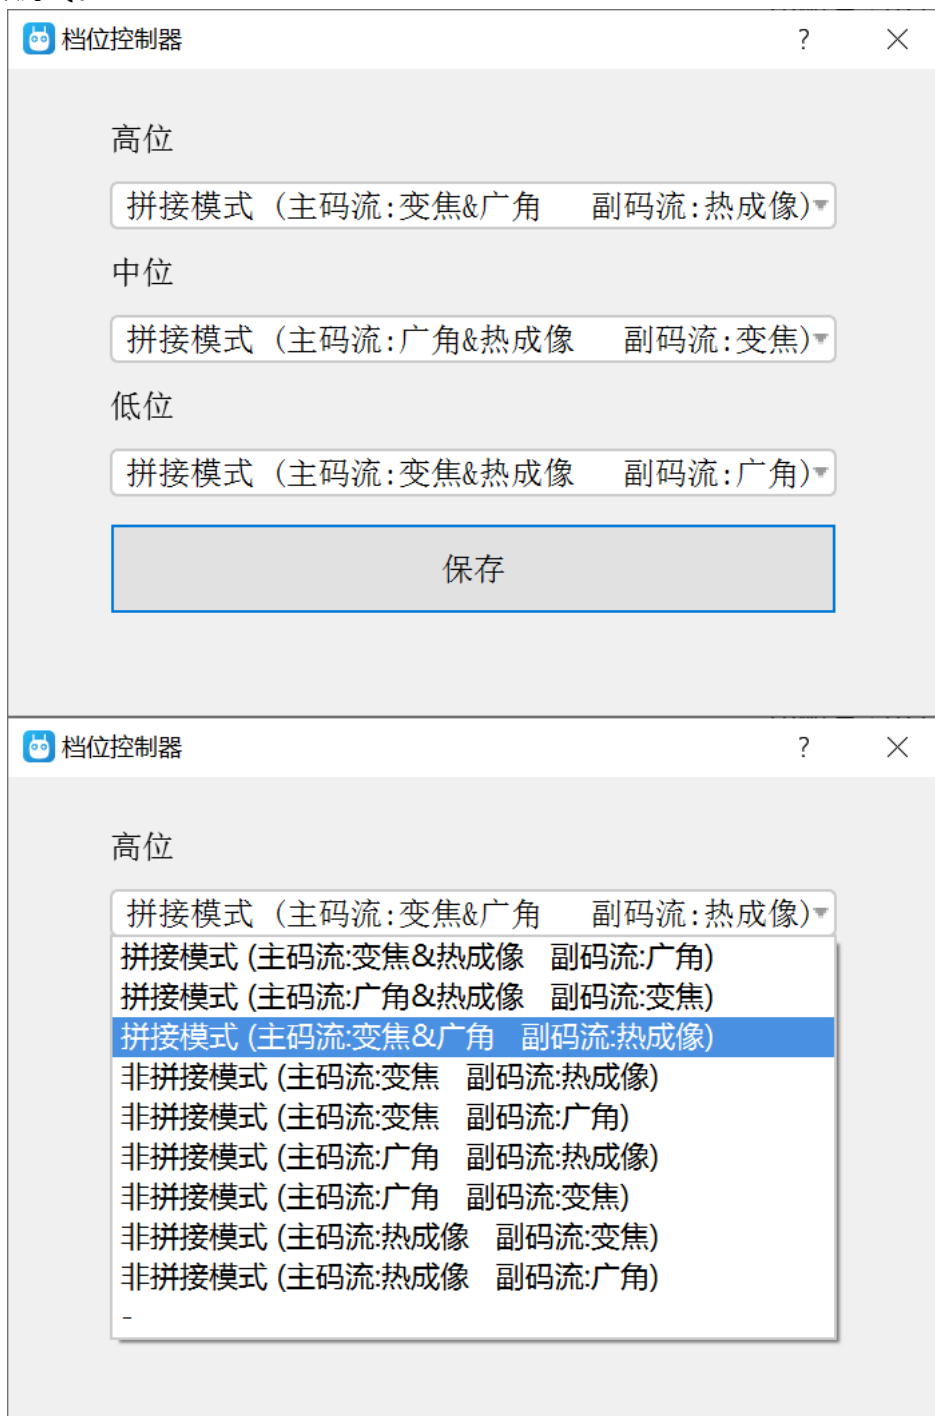 档位控制器
?
高位
拼接模式 (主码流:变焦&广角   副码流:热成像)
中位
拼接模式 (主码流:广角&热成像   副码流:变焦)
低位
拼接模式 (主码流:变焦&热成像   副码流:广角)
保存
档位控制器
?
高位
拼接模式 (主码流:变焦&广角   副码流:热成像)
拼接模式 (主码流:变焦&热成像   副码流:广角)
拼接模式 (主码流:广角&热成像   副码流:变焦)
拼接模式 (主码流:变焦&广角   副码流:热成像)
非拼接模式 (主码流:变焦   副码流:热成像)
非拼接模式 (主码流:变焦   副码流:广角)
非拼接模式 (主码流:广角   副码流:热成像)
非拼接模式 (主码流:广角   副码流:变焦)
非拼接模式 (主码流:热成像   副码流:变焦)
非拼接模式 (主码流:热成像   副码流:广角)
-